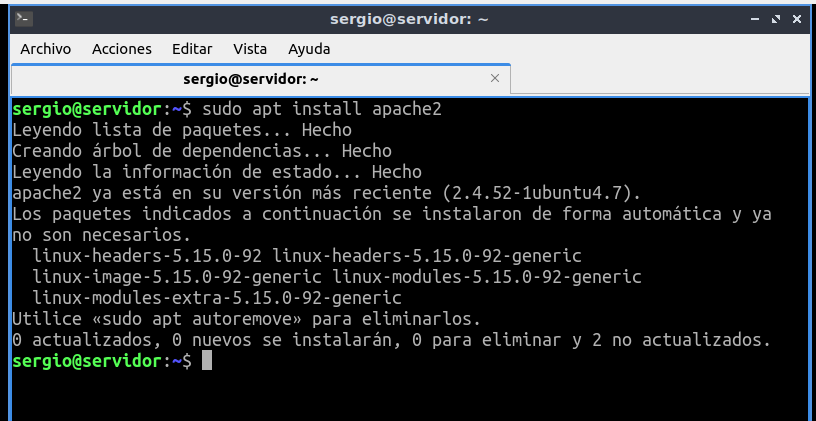 sergio@servidor: ~
Archivo Acciones Editar Vista Ayuda
sergio@servidor: ~
sergio@servidor:~$ sudo apt install apache2
Leyendo lista de paquetes... Hecho
Creando árbol de dependencias... Hecho
Leyendo la información de estado... Hecho
apache2 ya está en su versión más reciente (2.4.52-1ubuntu4.7).
Los paquetes indicados a continuación se instalaron de forma automática y ya
no son necesarios.
linux-headers-5.15.0-92 linux-headers-5.15.0-92-generic
linux-image-5.15.0-92-generic linux-modules-5.15.0-92-generic
linux-modules-extra-5.15.0-92-generic
Utilice «sudo apt autoremove» para eliminarlos.
0 actualizados, 0 nuevos se instalarán, 0 para eliminar y 2 no actualizados.
sergio@servidor:~$